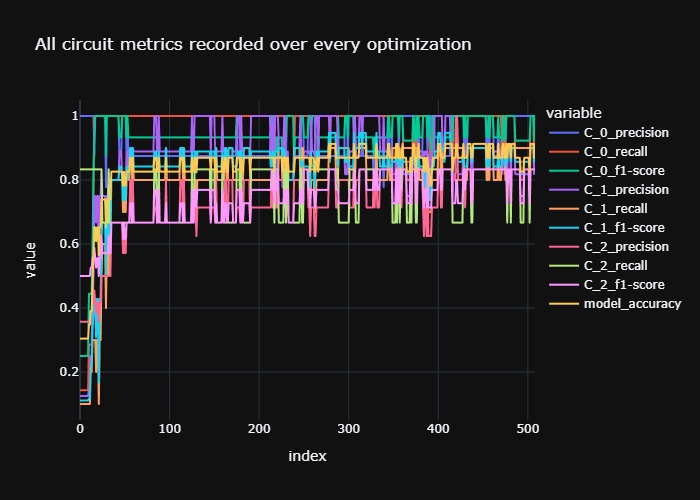 All circuit metrics recorded over every optimization
variable
C_0_precision
C_0_recall
C_0_f1-score
C_1_precision
C_1_recall
C_1_f1-score
C_2_precision
C_2_recall
C_2_f1-score
model_accuracy
value
1
0.8
0.6
0.4
0.2
0
100
200
300
400
500
index